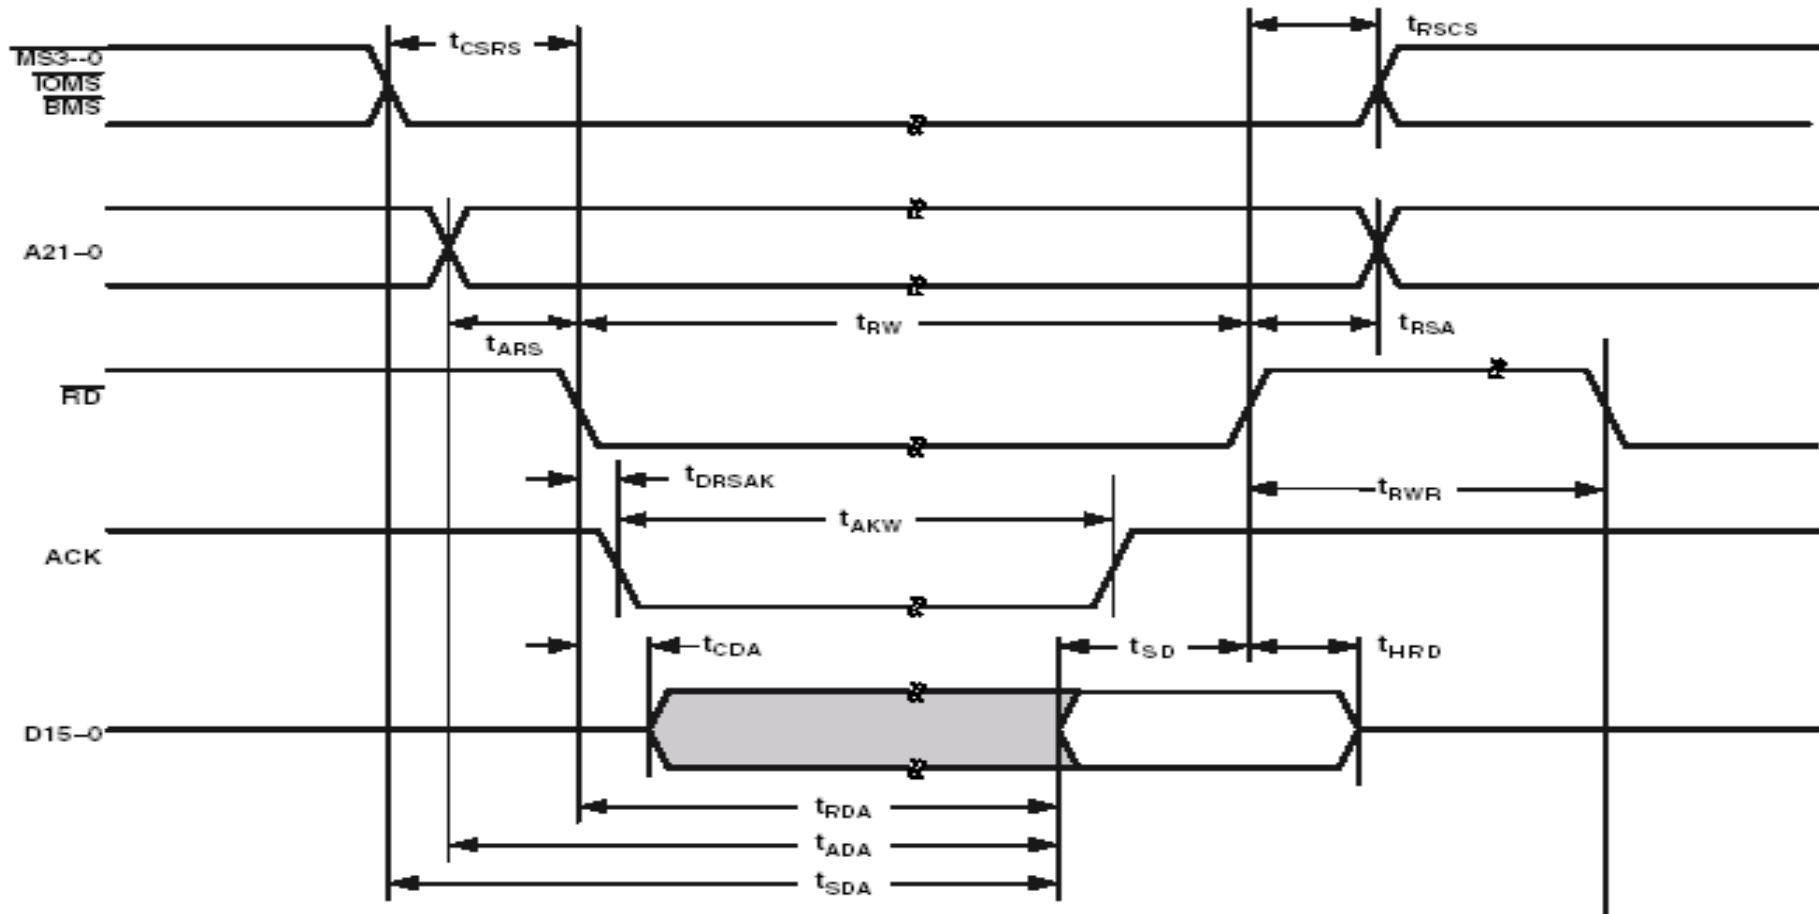 tCSRS
tRSCS
MS3--0
IOMS
BMS
A21–0
tRW
tRSA
tARS
RD
tDRSAK
tRWR
tAKW
ACK
tCDA
tSD
tHRD
D15–0
tRDA
tADA
tSDA